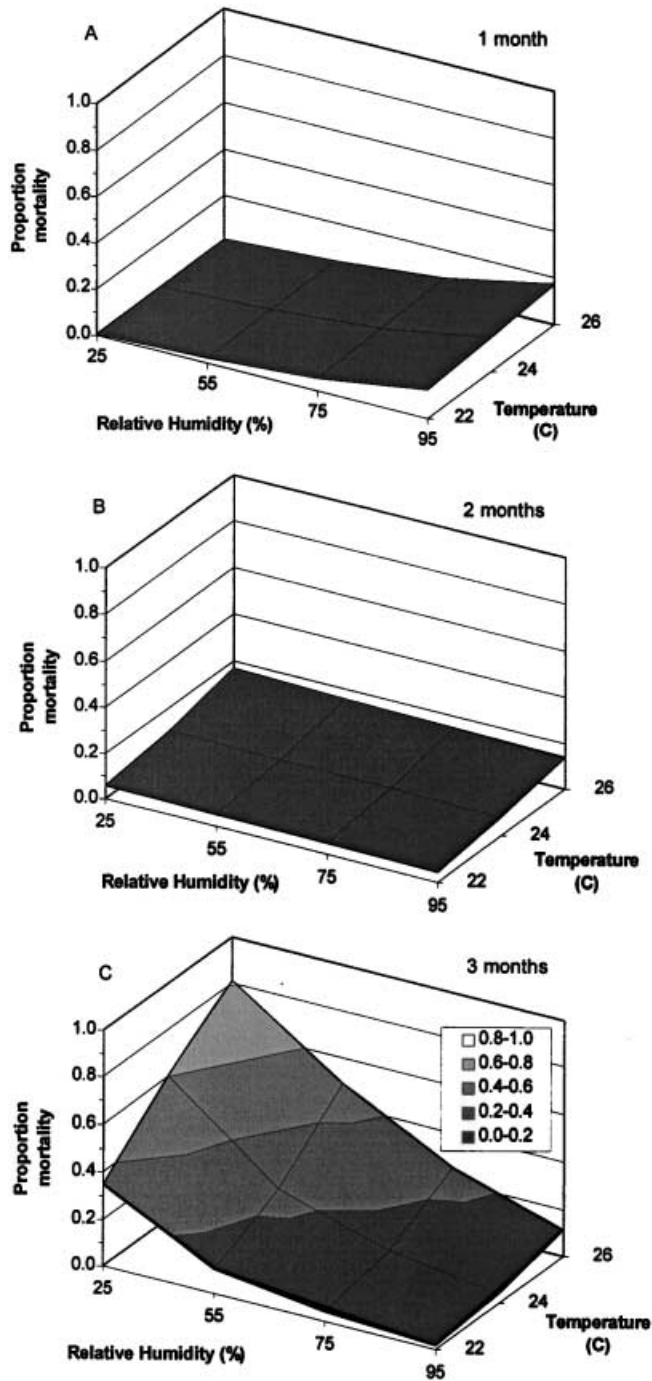 A
1 month
1.0
0.8
0.6
0.4
0.2
0.0
Proportion
mortality
25
55
75
95
Relative Humidity (%)
22
24
26
Temperature
(C)
B
2 months
1.0
0.8
0.6
0.4
0.2
0.0
Proportion
mortality
25
55
75
95
Relative Humidity (%)
22
24
26
Temperature
(C)
C
3 months
0.8-1.0
0.6-0.8
0.4-0.6
0.2-0.4
0.0-0.2
1.0
0.8
0.6
0.4
0.2
0.0
Proportion
mortality
25
55
75
95
Relative Humidity (%)
22
24
26
Temperature
(C)